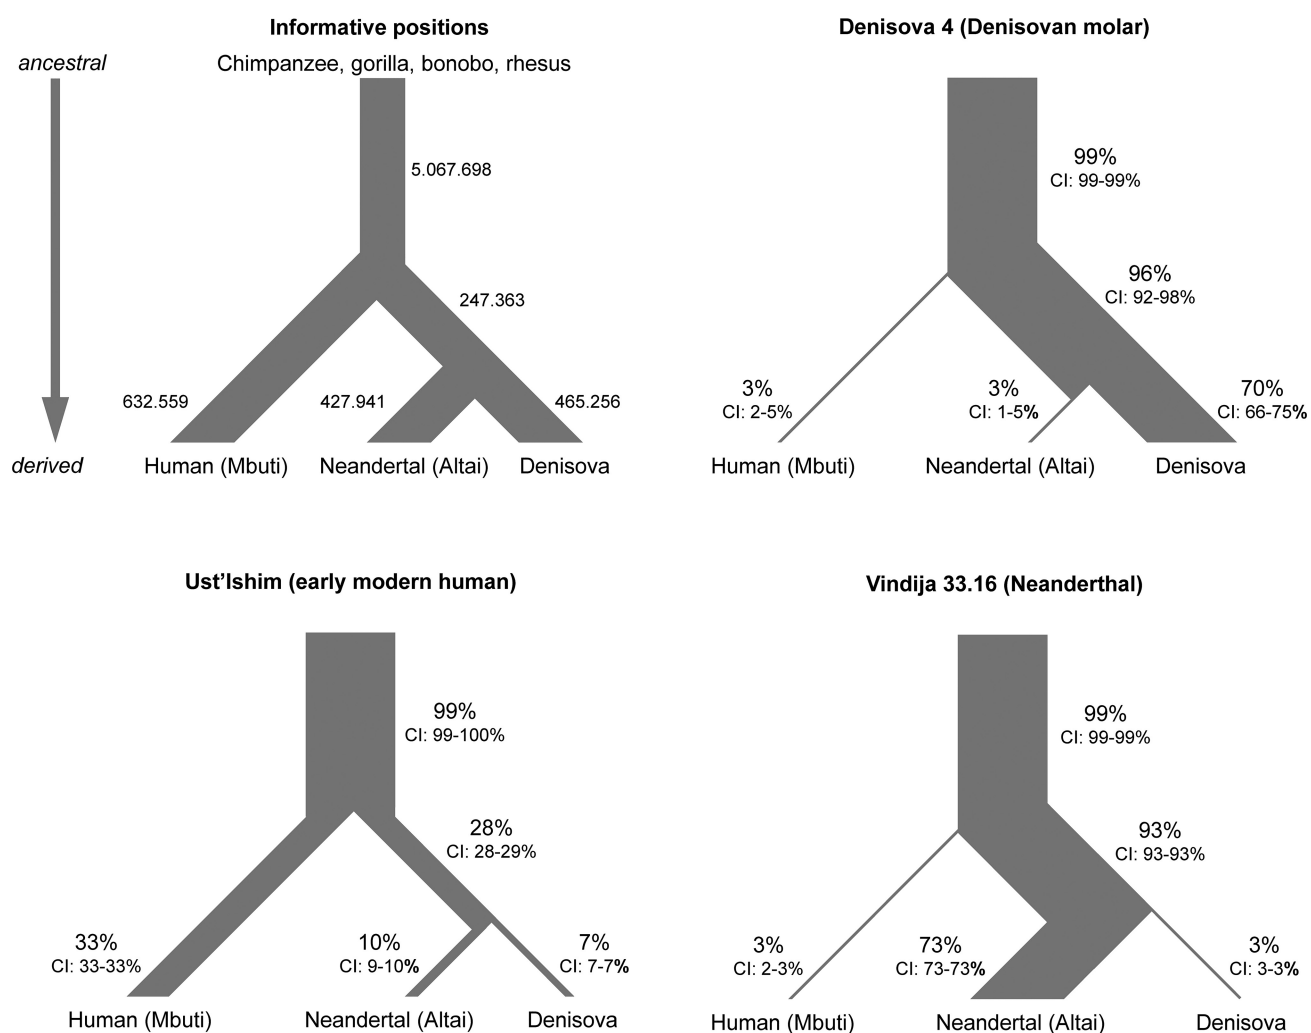 Informative positions
ancestral
Chimpanzee, gorilla, bonobo, rhesus
5.067.698
247.363
632.559
427.941
465.256
derived
Human (Mbuti)
Neandertal (Altai)
Denisova
Denisova 4 (Denisovan molar)
99%
CI: 99-99%
96%
CI: 92-98%
3%
CI: 2-5%
3%
CI: 1-5%
70%
CI: 66-75%
Human (Mbuti)
Neandertal (Altai)
Denisova
Ust'Ishim (early modern human)
99%
CI: 99-100%
28%
CI: 28-29%
33%
CI: 33-33%
10%
CI: 9-10%
7%
CI: 7-7%
Human (Mbuti)
Neandertal (Altai)
Denisova
Vindija 33.16 (Neanderthal)
99%
CI: 99-99%
93%
CI: 93-93%
3%
CI: 2-3%
73%
CI: 73-73%
3%
CI: 3-3%
Human (Mbuti)
Neandertal (Altai)
Denisova